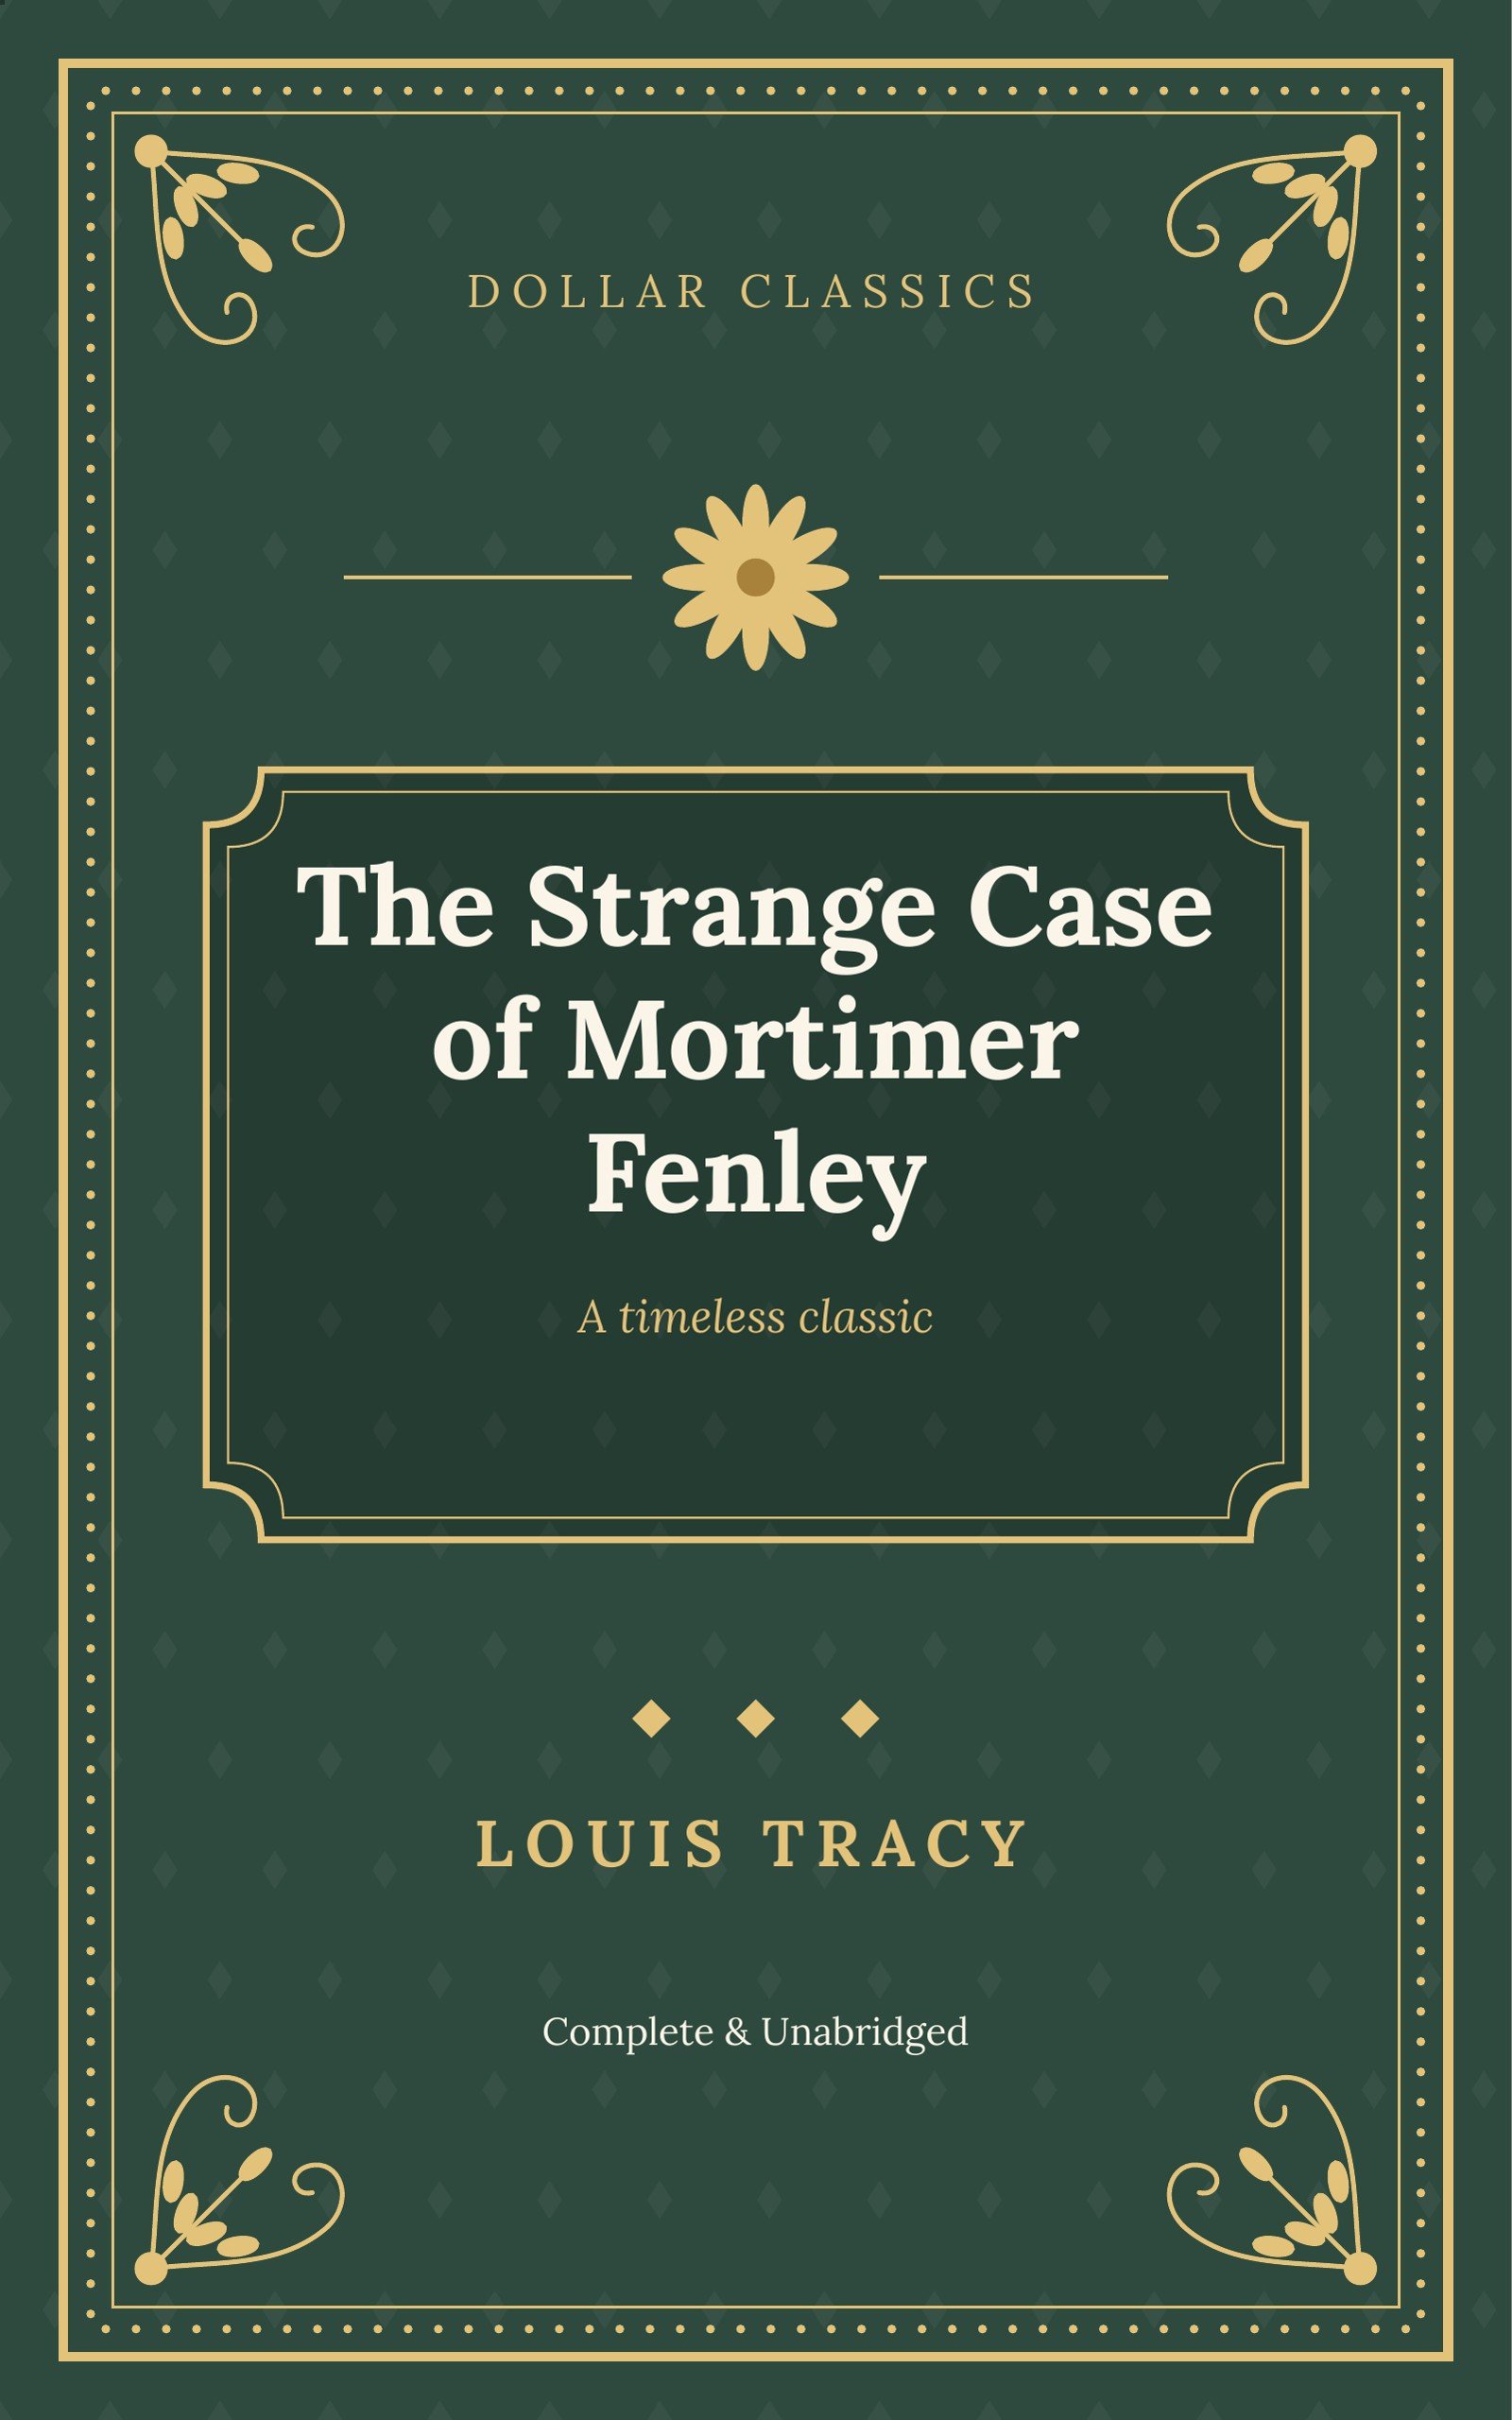 DOLLAR CLASSICS
The Strange Case
of Mortimer
Fenley
A timeless classic
LOUIS TRACY
Complete & Unabridged